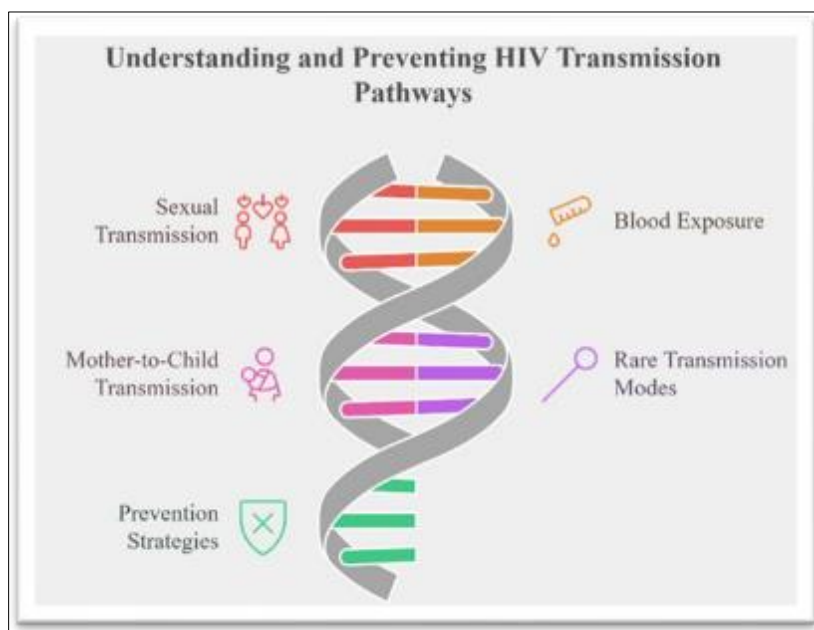 Understanding and Preventing HIV Transmission
Pathways
Sexual
Transmission
Blood Exposure
Mother-to-Child
Transmission
Rare Transmission
Modes
Prevention
Strategies